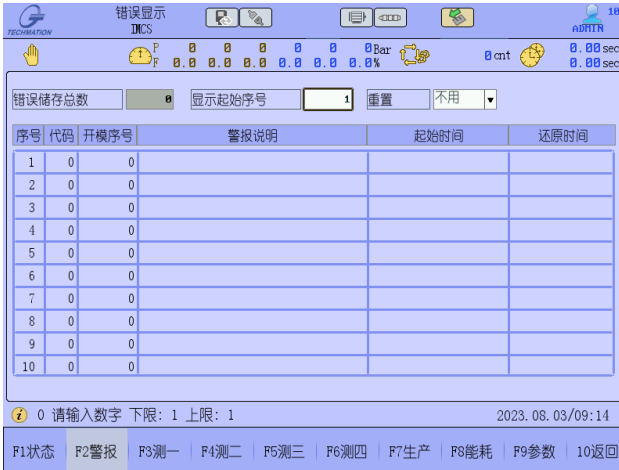 错误显示 10
TECHMATION IMCS ADMIN
P 0 0 0 0 0 0Bar 0cnt 0.00sec
F 0.0 0.0 0.0 0.0 0.0 0.0% 0.00sec
错误储存总数 0 显示起始序号 1 重置 不用
序号 代码 开模序号 警报说明 起始时间 还原时间
1 0 0
2 0 0
3 0 0
4 0 0
5 0 0
6 0 0
7 0 0
8 0 0
9 0 0
10 0 0
0 请输入数字 下限: 1 上限: 1 2023.08.03/09:14
F1状态 F2警报 F3测一 F4测二 F5测三 F6测四 F7生产 F8能耗 F9参数 10返回